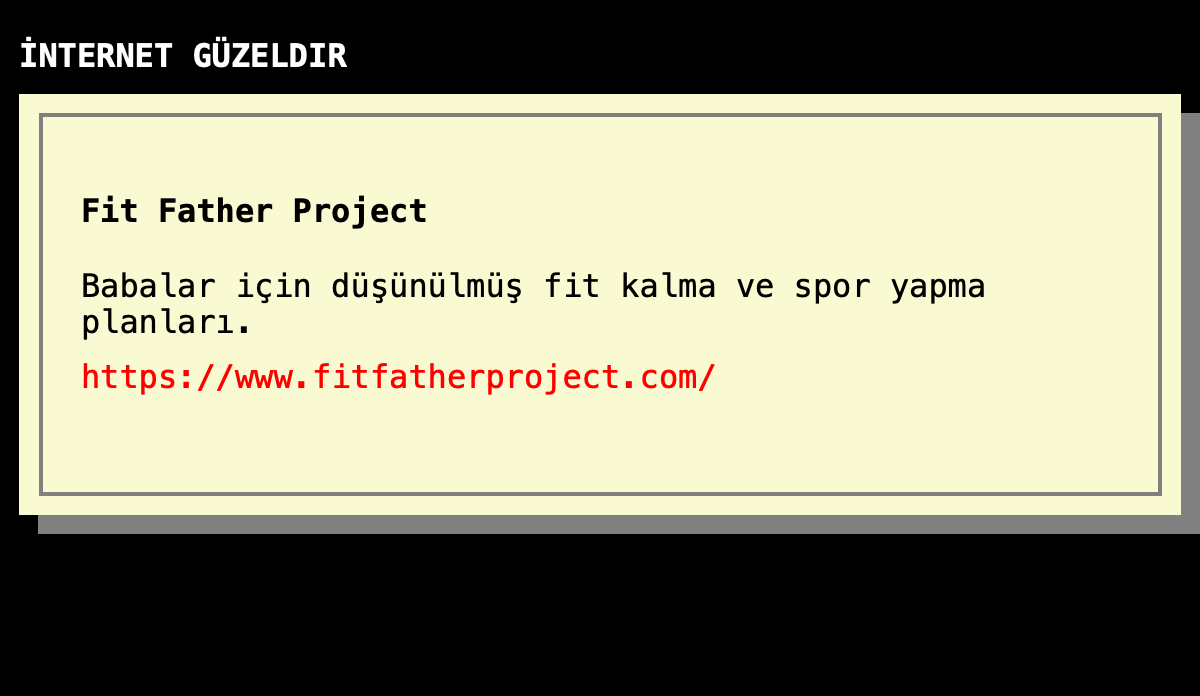 İNTERNET GÜZELDIR
Fit Father Project
Babalar için düşünülmüş fit kalma ve spor yapma
planları.
https://www.fitfatherproject.com/